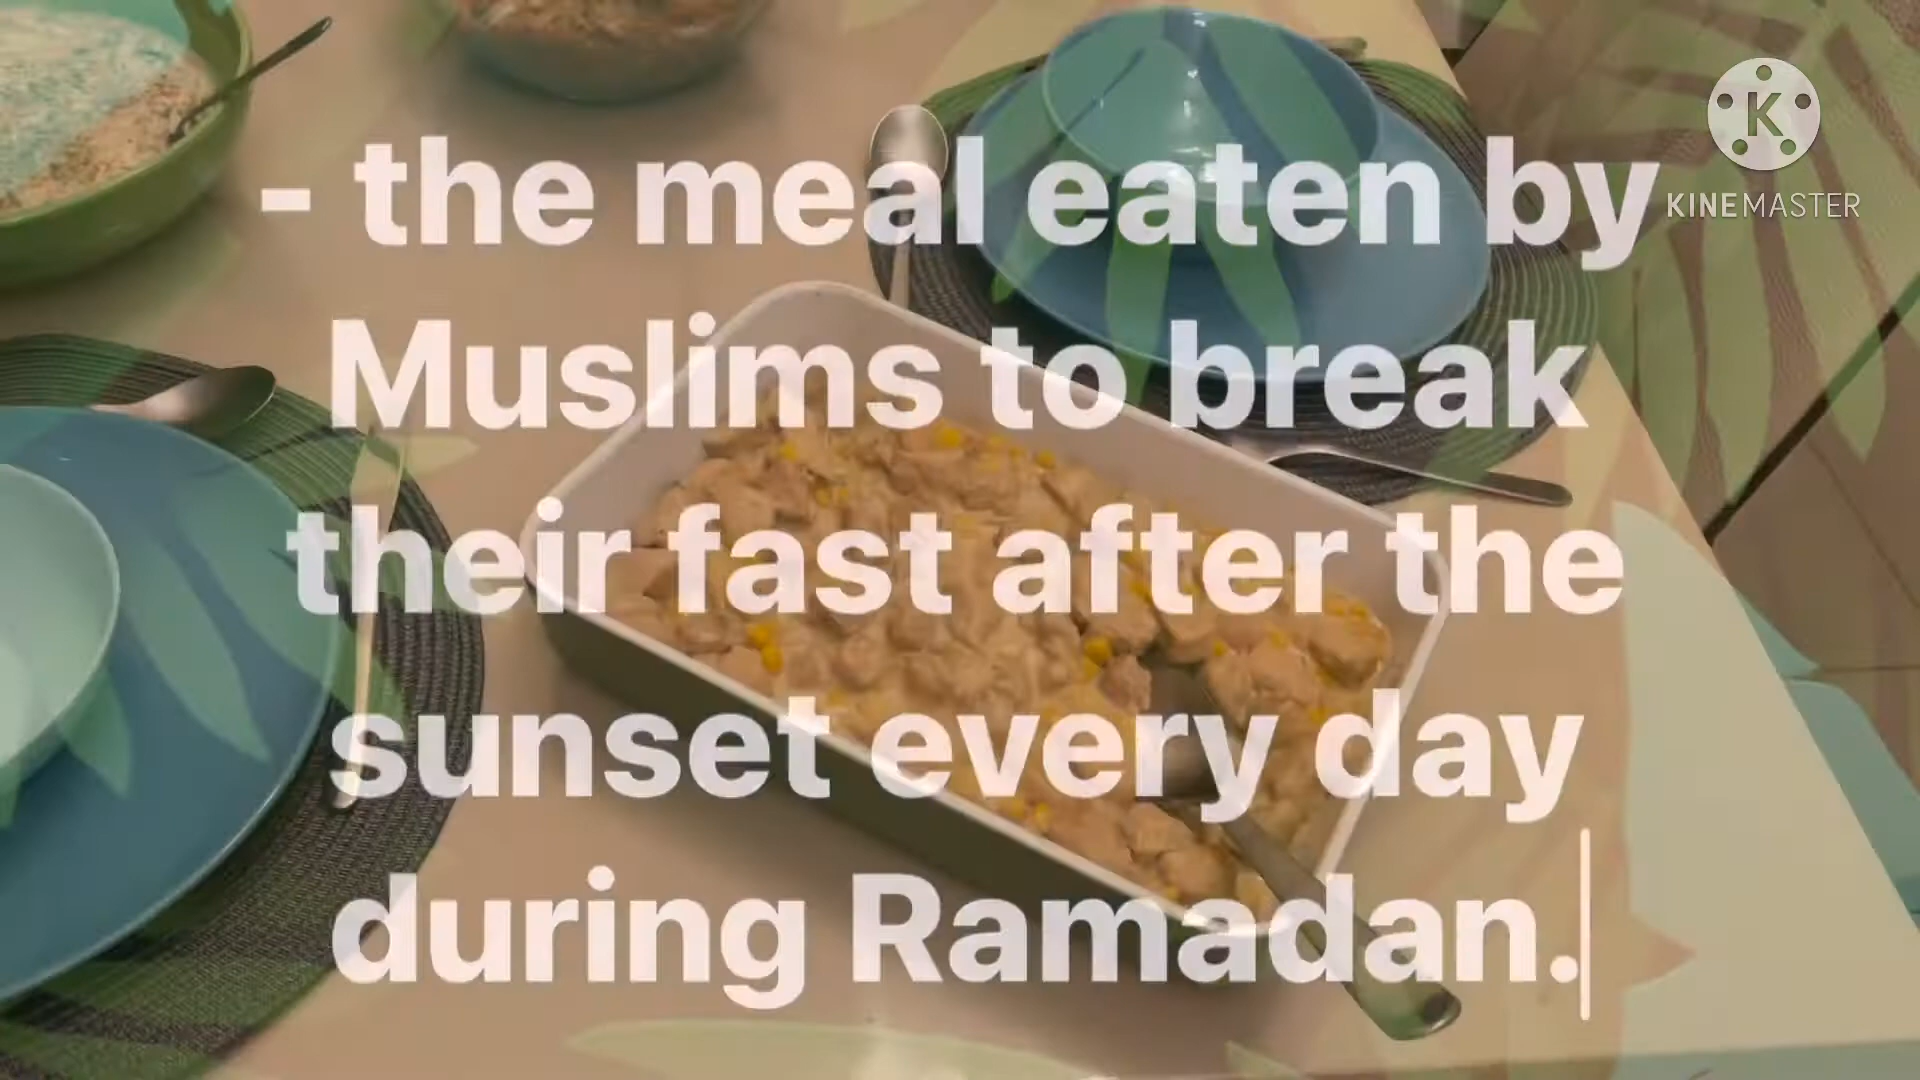 - the meal eaten by
Muslims to break
their fast after the
sunset every day
during Ramadan.
K
KINEMASTER